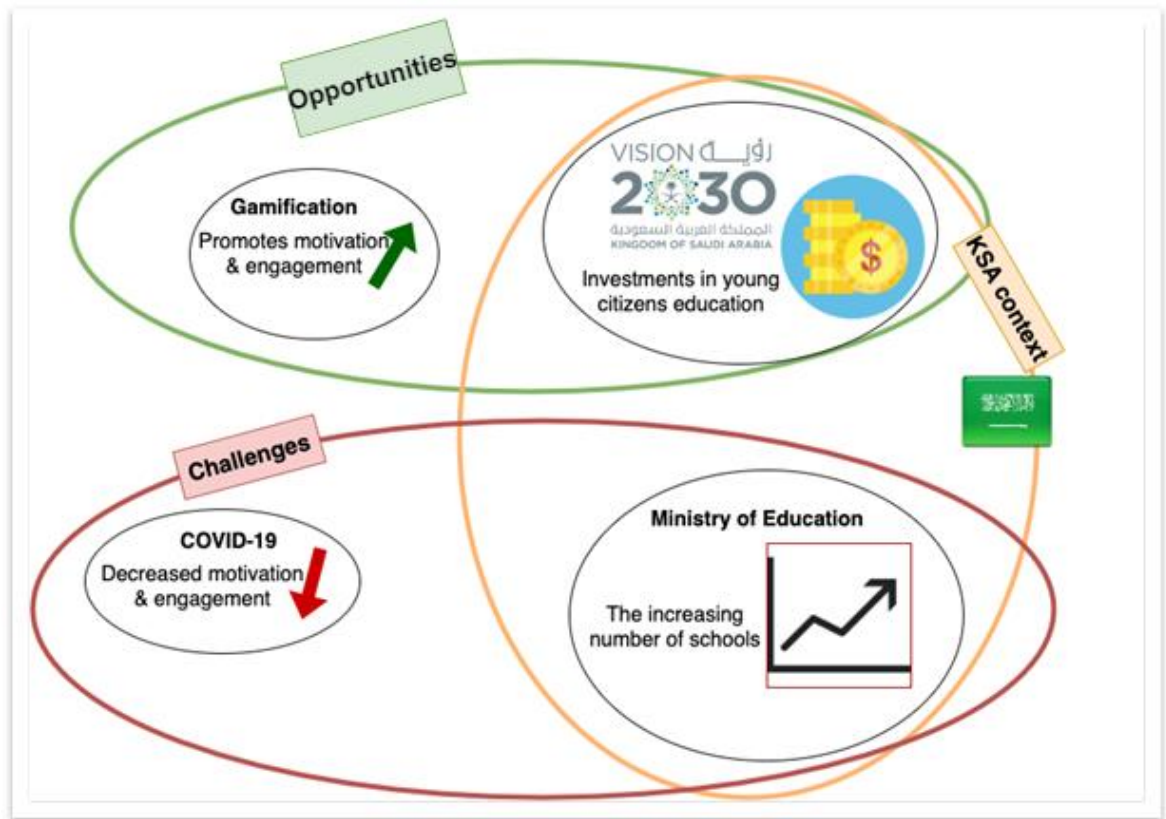 Opportunities
Gamification
Promotes motivation
& engagement
VISION رؤيــة
2030
المملكة العربية السعودية
KINGDOM OF SAUDI ARABIA
$
Investments in young
citizens education
KSA context
Challenges
COVID-19
Decreased motivation
& engagement
Ministry of Education
The increasing
number of schools